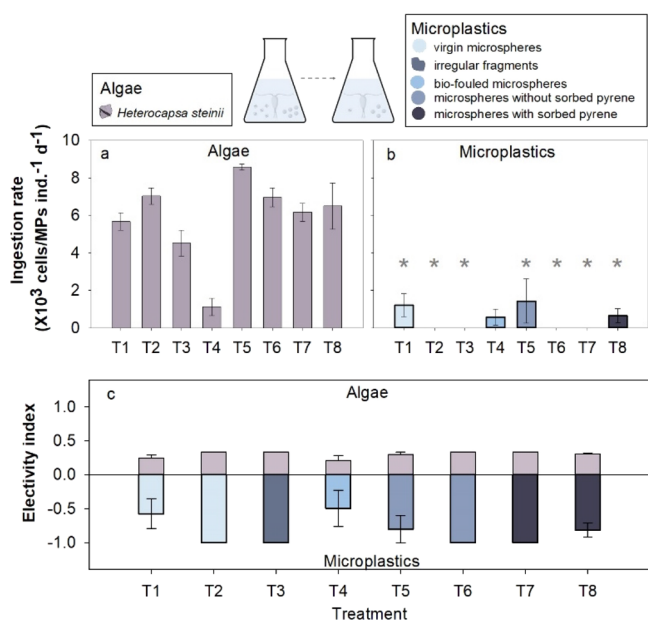 Algae
Heterocapsa steinii
Microplastics
virgin microspheres
irregular fragments
bio-fouled microspheres
microspheres without sorbed pyrene
microspheres with sorbed pyrene
Ingestion rate
(X10³ cells/MPs ind.⁻¹ d⁻¹)
a
Algae
10
8
6
4
2
0
T1 T2 T3 T4 T5 T6 T7 T8
b
Microplastics
* * * * * * *
T1 T2 T3 T4 T5 T6 T7 T8
Electivity index
c
Algae
1.0
0.5
0.0
-0.5
-1.0
Microplastics
T1 T2 T3 T4 T5 T6 T7 T8
Treatment